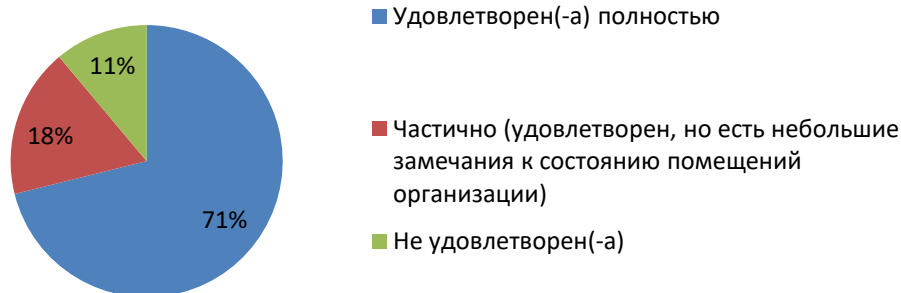 Удовлетворен(-а) полностью
11%
18%
Частично (удовлетворен, но есть небольшие
замечания к состоянию помещений
организации)
71%
Не удовлетворен(-а)